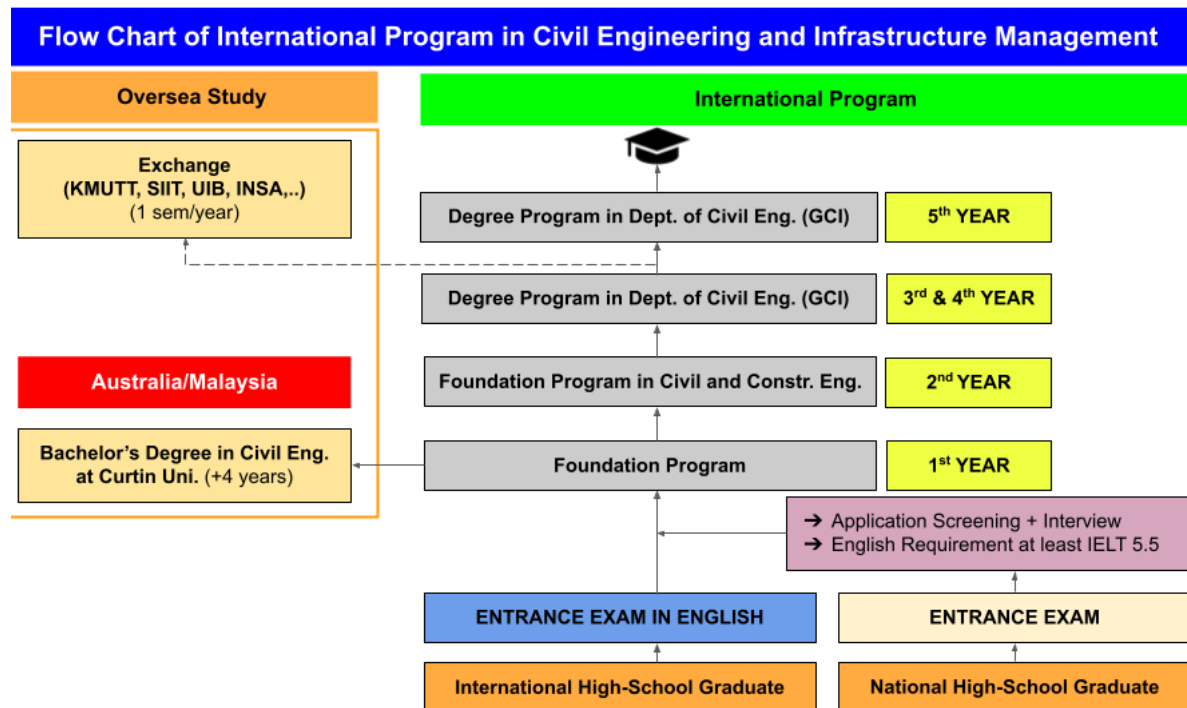 Flow Chart of International Program in Civil Engineering and Infrastructure Management
Oversea Study
International Program
Exchange
(KMUTT, SIIT, UIB, INSA,..)
(1 sem/year)
Degree Program in Dept. of Civil Eng. (GCI)
5th YEAR
Degree Program in Dept. of Civil Eng. (GCI)
3rd & 4th YEAR
Australia/Malaysia
Foundation Program in Civil and Constr. Eng.
2nd YEAR
Bachelor's Degree in Civil Eng.
at Curtin Uni. (+4 years)
Foundation Program
1st YEAR
➔ Application Screening + Interview
➔ English Requirement at least IELT 5.5
ENTRANCE EXAM IN ENGLISH
ENTRANCE EXAM
International High-School Graduate
National High-School Graduate